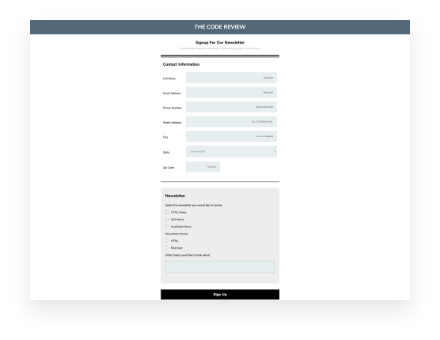 THE CODE REVIEW
Signup For Our Newsletter
Contact Information
Full Name
Required
Email Address
Required
Phone Number
Street Address
City
State
Zip Code
Newsletter
Select the newsletter you would like to receive
HTML News
CSS News
JavaScript News
Newsletter format
HTML
Plain text
Other topics you'd like to hear about
Sign Up